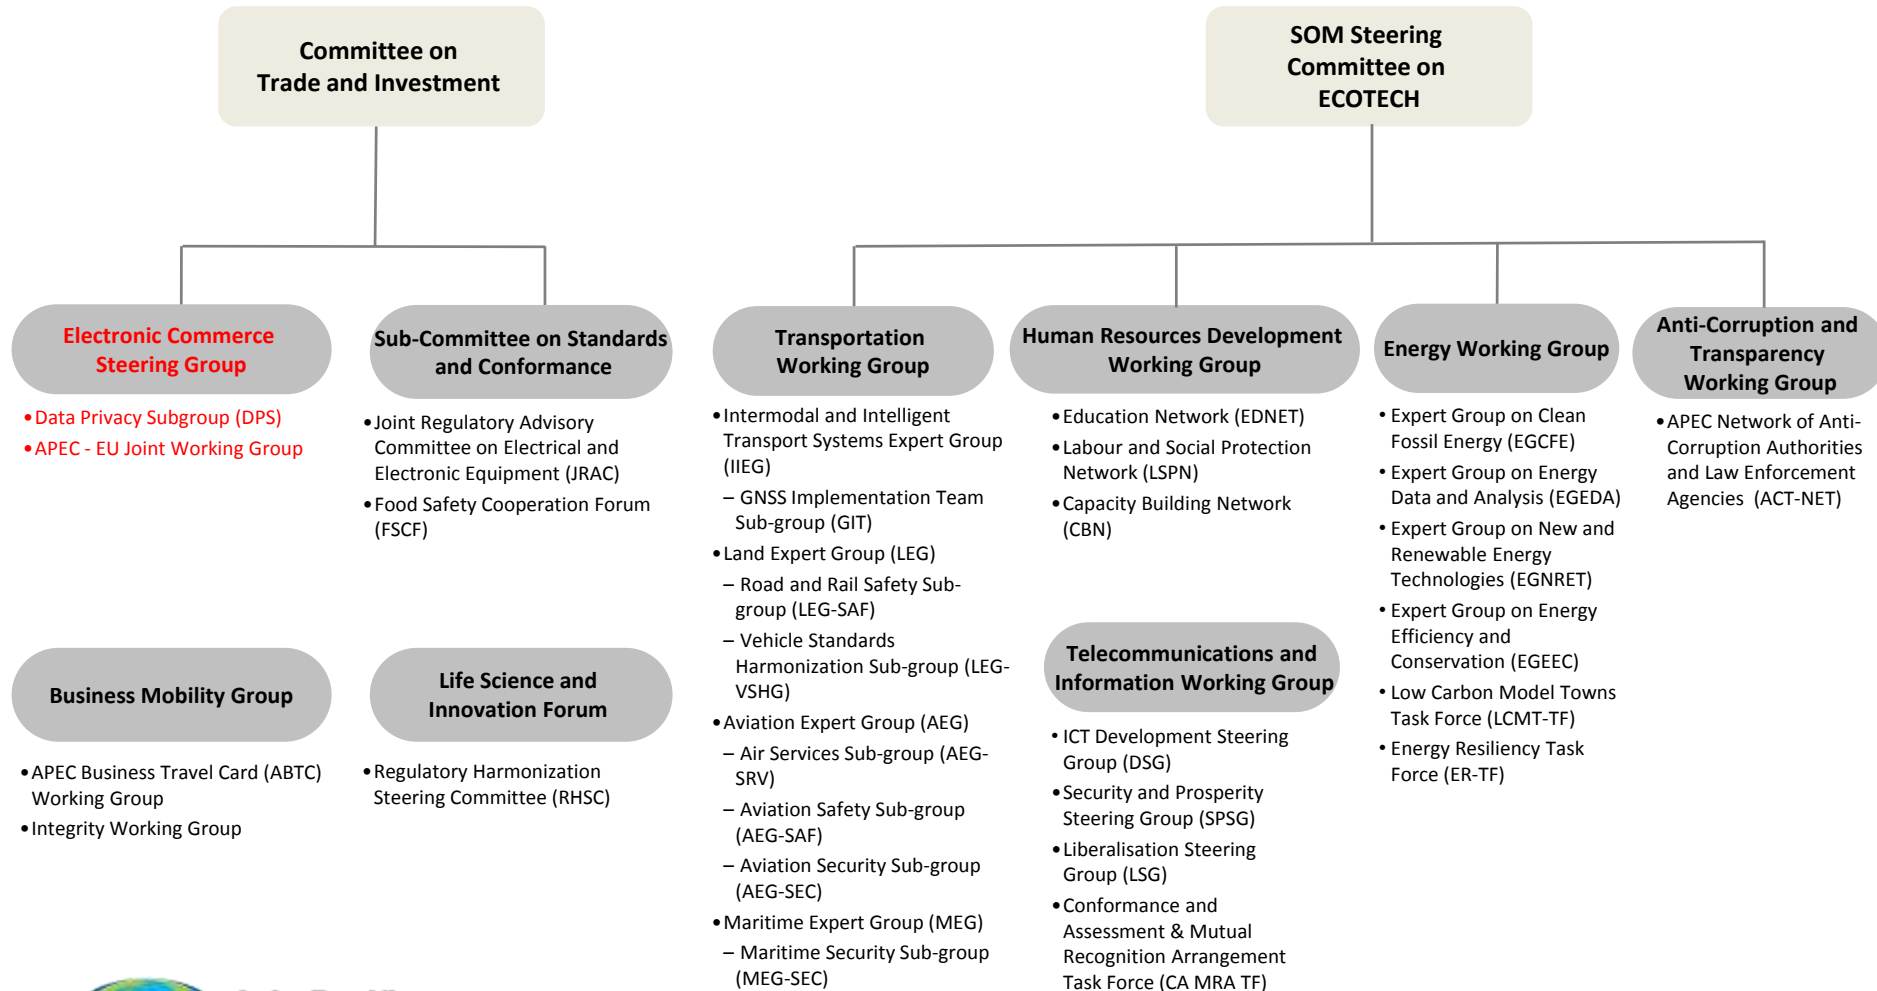 Committee on
Trade and Investment
SOM Steering
Committee on
ECOTECH
Electronic Commerce
Steering Group
•Data Privacy Subgroup (DPS)
•APEC - EU Joint Working Group
Sub-Committee on Standards
and Conformance
•Joint Regulatory Advisory
Committee on Electrical and
Electronic Equipment (JRAC)
•Food Safety Cooperation Forum
(FSCF)
Business Mobility Group
•APEC Business Travel Card (ABTC)
Working Group
•Integrity Working Group
Life Science and
Innovation Forum
•Regulatory Harmonization
Steering Committee (RHSC)
Transportation
Working Group
•Intermodal and Intelligent
Transport Systems Expert Group
(IIEG)
– GNSS Implementation Team
Sub-group (GIT)
•Land Expert Group (LEG)
– Road and Rail Safety Sub-
group (LEG-SAF)
– Vehicle Standards
Harmonization Sub-group (LEG-
VSHG)
•Aviation Expert Group (AEG)
– Air Services Sub-group (AEG-
SRV)
– Aviation Safety Sub-group
(AEG-SAF)
– Aviation Security Sub-group
(AEG-SEC)
•Maritime Expert Group (MEG)
– Maritime Security Sub-group
(MEG-SEC)
Human Resources Development
Working Group
•Education Network (EDNET)
•Labour and Social Protection
Network (LSPN)
•Capacity Building Network
(CBN)
Telecommunications and
Information Working Group
• ICT Development Steering
Group (DSG)
•Security and Prosperity
Steering Group (SPSG)
•Liberalisation Steering
Group (LSG)
•Conformance and
Assessment & Mutual
Recognition Arrangement
Task Force (CA MRA TF)
Energy Working Group
• Expert Group on Clean
Fossil Energy (EGCFE)
• Expert Group on Energy
Data and Analysis (EGEDA)
• Expert Group on New and
Renewable Energy
Technologies (EGNRET)
• Expert Group on Energy
Efficiency and
Conservation (EGEEC)
• Low Carbon Model Towns
Task Force (LCMT-TF)
• Energy Resiliency Task
Force (ER-TF)
Anti-Corruption and
Transparency
Working Group
•APEC Network of Anti-
Corruption Authorities
and Law Enforcement
Agencies (ACT-NET)